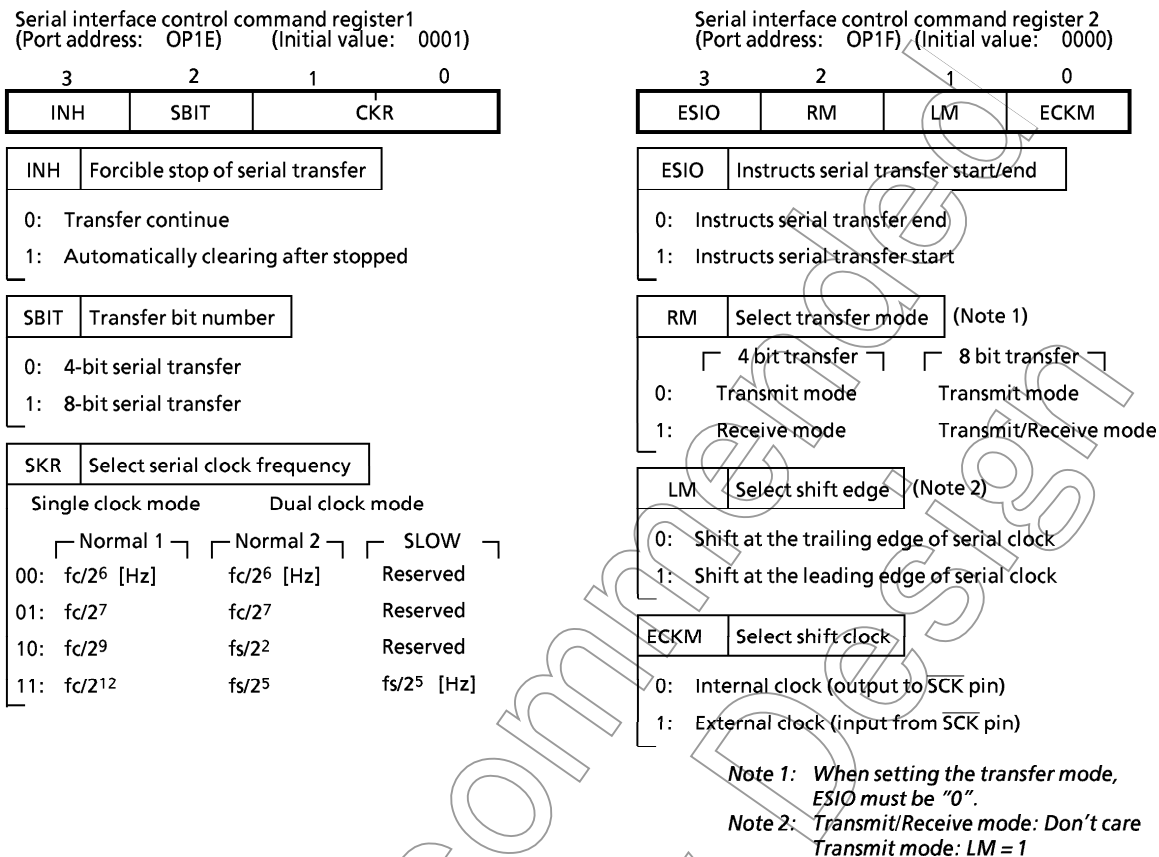 Serial interface control command register1
(Port address: OP1E) (Initial value: 0001)
3 2 1 0
INH SBIT CKR
INH Forcible stop of serial transfer
0: Transfer continue
1: Automatically clearing after stopped
SBIT Transfer bit number
0: 4-bit serial transfer
1: 8-bit serial transfer
SKR Select serial clock frequency
Single clock mode Dual clock mode
Normal 1 Normal 2 SLOW
00: fc/2⁶ [Hz] fc/2⁶ [Hz] Reserved
01: fc/2⁷ fc/2⁷ Reserved
10: fc/2⁹ fs/2² Reserved
11: fc/2¹² fs/2⁵ fs/2⁵ [Hz]
Serial interface control command register 2
(Port address: OP1F) (Initial value: 0000)
3 2 1 0
ESIO RM LM ECKM
ESIO Instructs serial transfer start/end
0: Instructs serial transfer end
1: Instructs serial transfer start
RM Select transfer mode (Note 1)
4 bit transfer 8 bit transfer
0: Transmit mode Transmit mode
1: Receive mode Transmit/Receive mode
LM Select shift edge (Note 2)
0: Shift at the trailing edge of serial clock
1: Shift at the leading edge of serial clock
ECKM Select shift clock
0: Internal clock (output to S̅C̅K̅ pin)
1: External clock (input from S̅C̅K̅ pin)
Note 1: When setting the transfer mode,
ESIO must be "0".
Note 2: Transmit/Receive mode: Don't care
Transmit mode: LM = 1